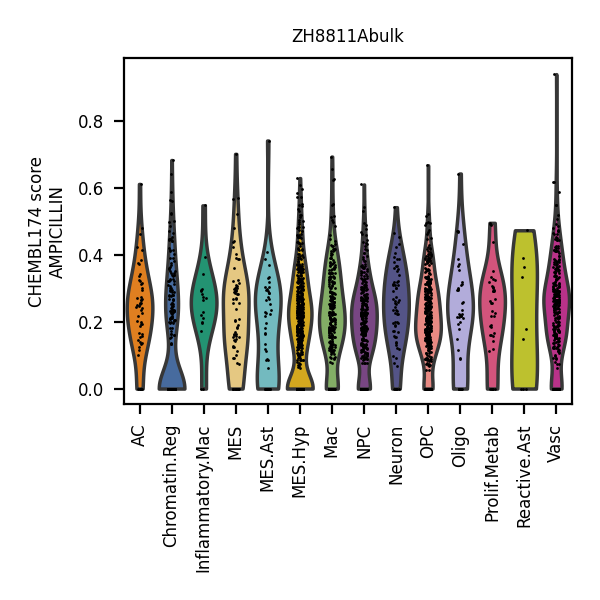 ZH8811Abulk
CHEMBL174 score
AMPICILLIN
0.8
0.6
0.4
0.2
0.0
AC
Chromatin.Reg
Inflammatory.Mac
MES
MES.Ast
MES.Hyp
Mac
NPC
Neuron
OPC
Oligo
Prolif.Metab
Reactive.Ast
Vasc